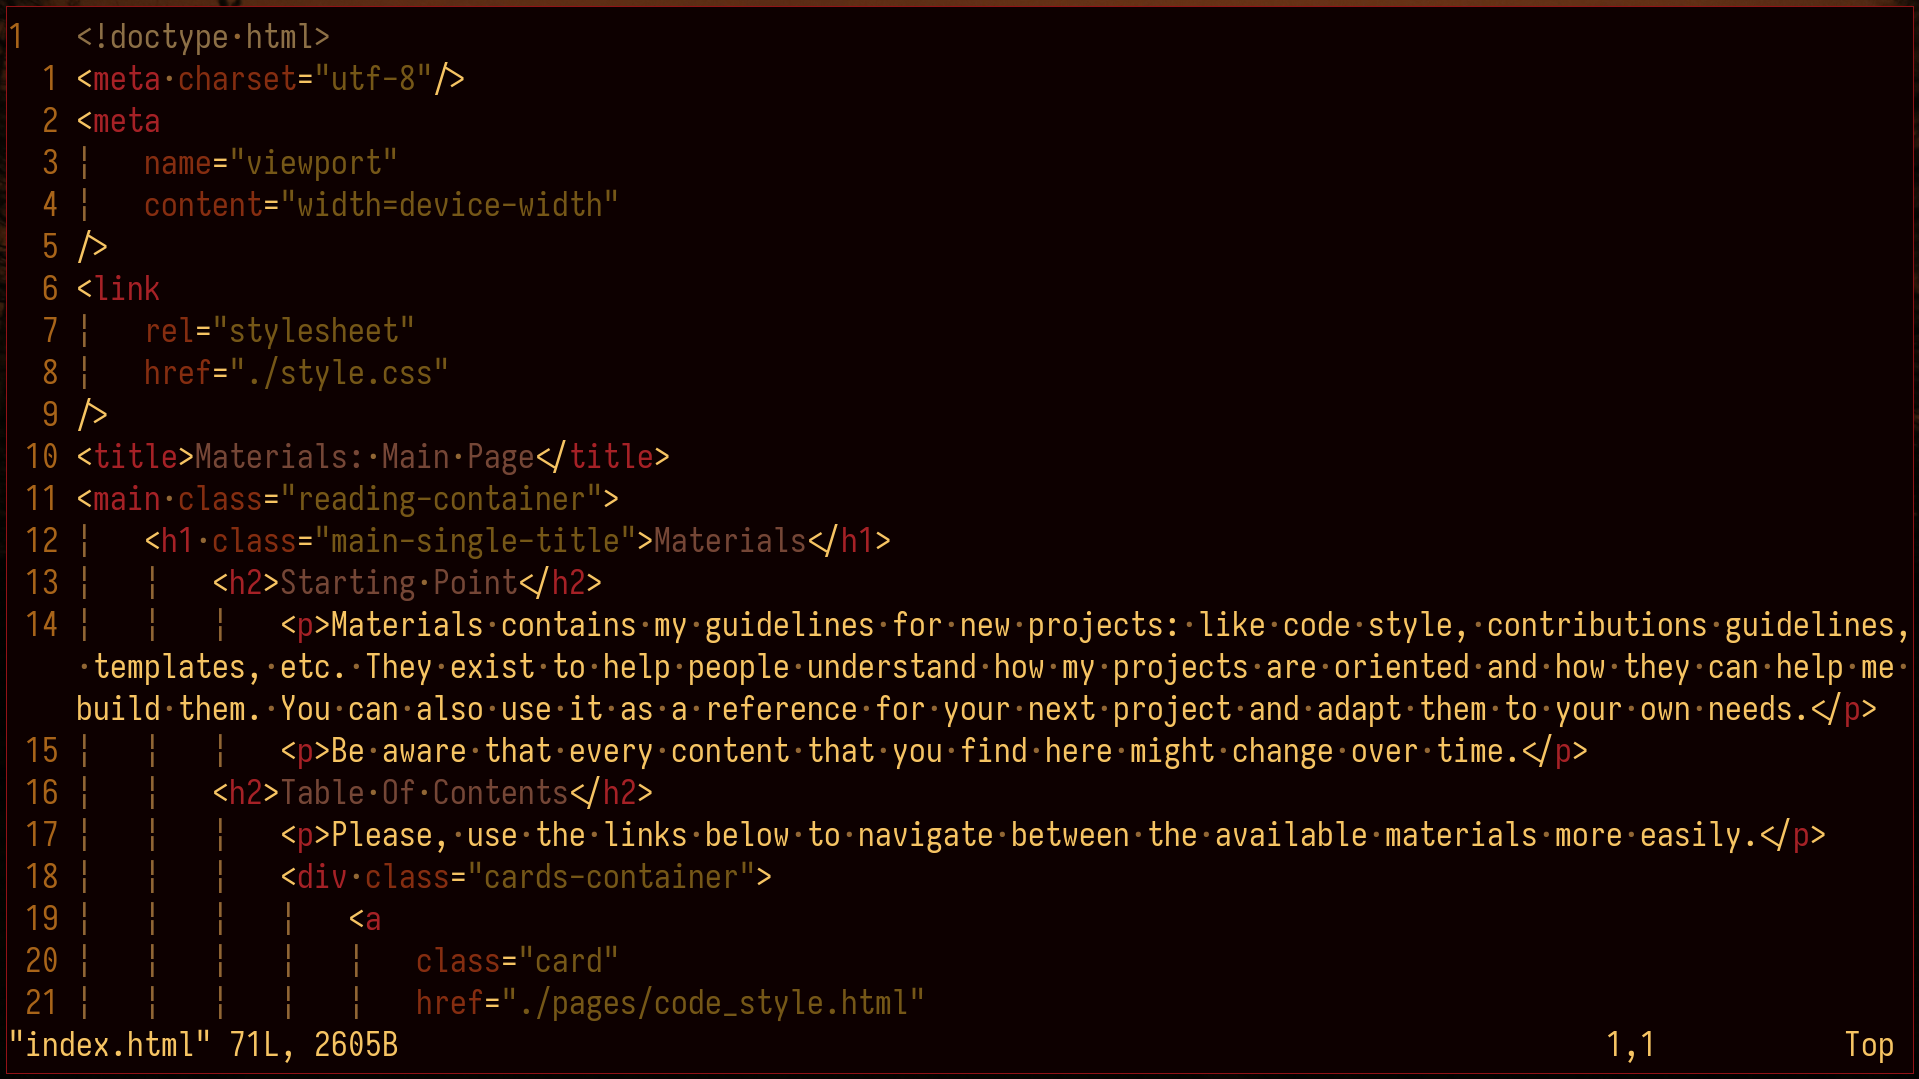 1   <!doctype·html>
  1 <meta·charset="utf-8"/>
  2 <meta
  3 ¦   name="viewport"
  4 ¦   content="width=device-width"
  5 />
  6 <link
  7 ¦   rel="stylesheet"
  8 ¦   href="./style.css"
  9 />
 10 <title>Materials:·Main·Page</title>
 11 <main·class="reading-container">
 12 ¦   <h1·class="main-single-title">Materials</h1>
 13 ¦   ¦   <h2>Starting·Point</h2>
 14 ¦   ¦   ¦   <p>Materials·contains·my·guidelines·for·new·projects:·like·code·style,·contributions·guidelines,
    ·templates,·etc.·They·exist·to·help·people·understand·how·my·projects·are·oriented·and·how·they·can·help·me·
    build·them.·You·can·also·use·it·as·a·reference·for·your·next·project·and·adapt·them·to·your·own·needs.</p>
 15 ¦   ¦   ¦   <p>Be·aware·that·every·content·that·you·find·here·might·change·over·time.</p>
 16 ¦   ¦   <h2>Table·Of·Contents</h2>
 17 ¦   ¦   ¦   <p>Please,·use·the·links·below·to·navigate·between·the·available·materials·more·easily.</p>
 18 ¦   ¦   ¦   <div·class="cards-container">
 19 ¦   ¦   ¦   ¦   <a
 20 ¦   ¦   ¦   ¦   ¦   class="card"
 21 ¦   ¦   ¦   ¦   ¦   href="./pages/code_style.html"
"index.html" 71L, 2605B 1,1 Top